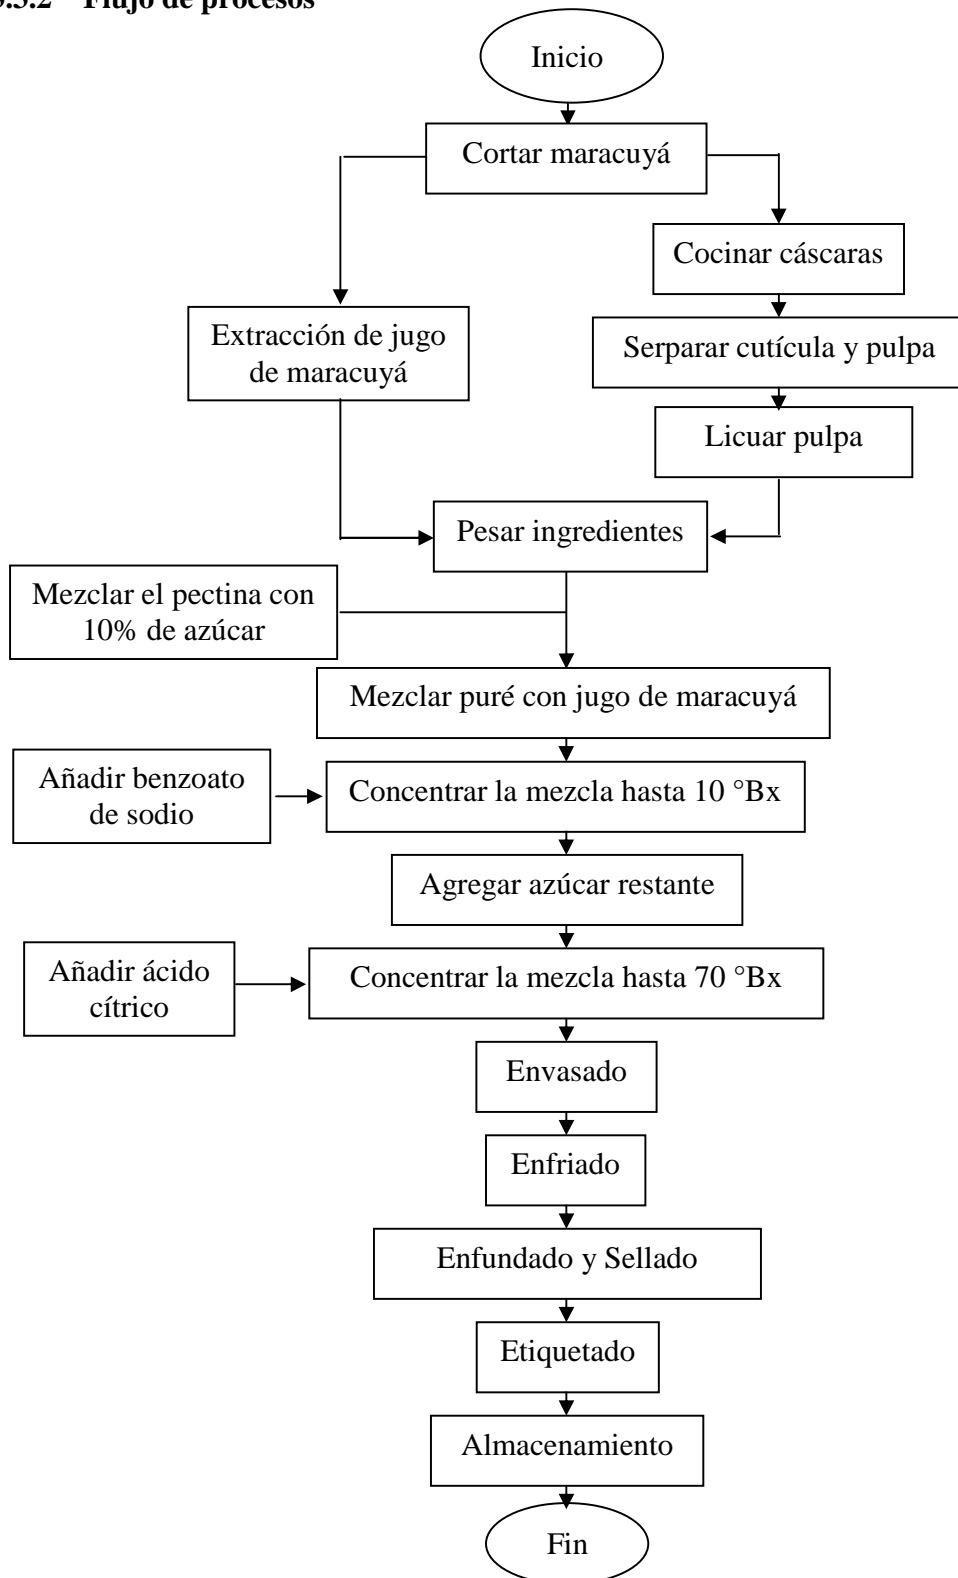 Flujo de procesos
Inicio
Cortar maracuyá
Cocinar cáscaras
Extracción de jugo
de maracuyá
Serparar cutícula y pulpa
Licuar pulpa
Pesar ingredientes
Mezclar el pectina con
10% de azúcar
Mezclar puré con jugo de maracuyá
Añadir benzoato
de sodio
Concentrar la mezcla hasta 10 °Bx
Agregar azúcar restante
Añadir ácido
cítrico
Concentrar la mezcla hasta 70 °Bx
Envasado
Enfriado
Enfundado y Sellado
Etiquetado
Almacenamiento
Fin